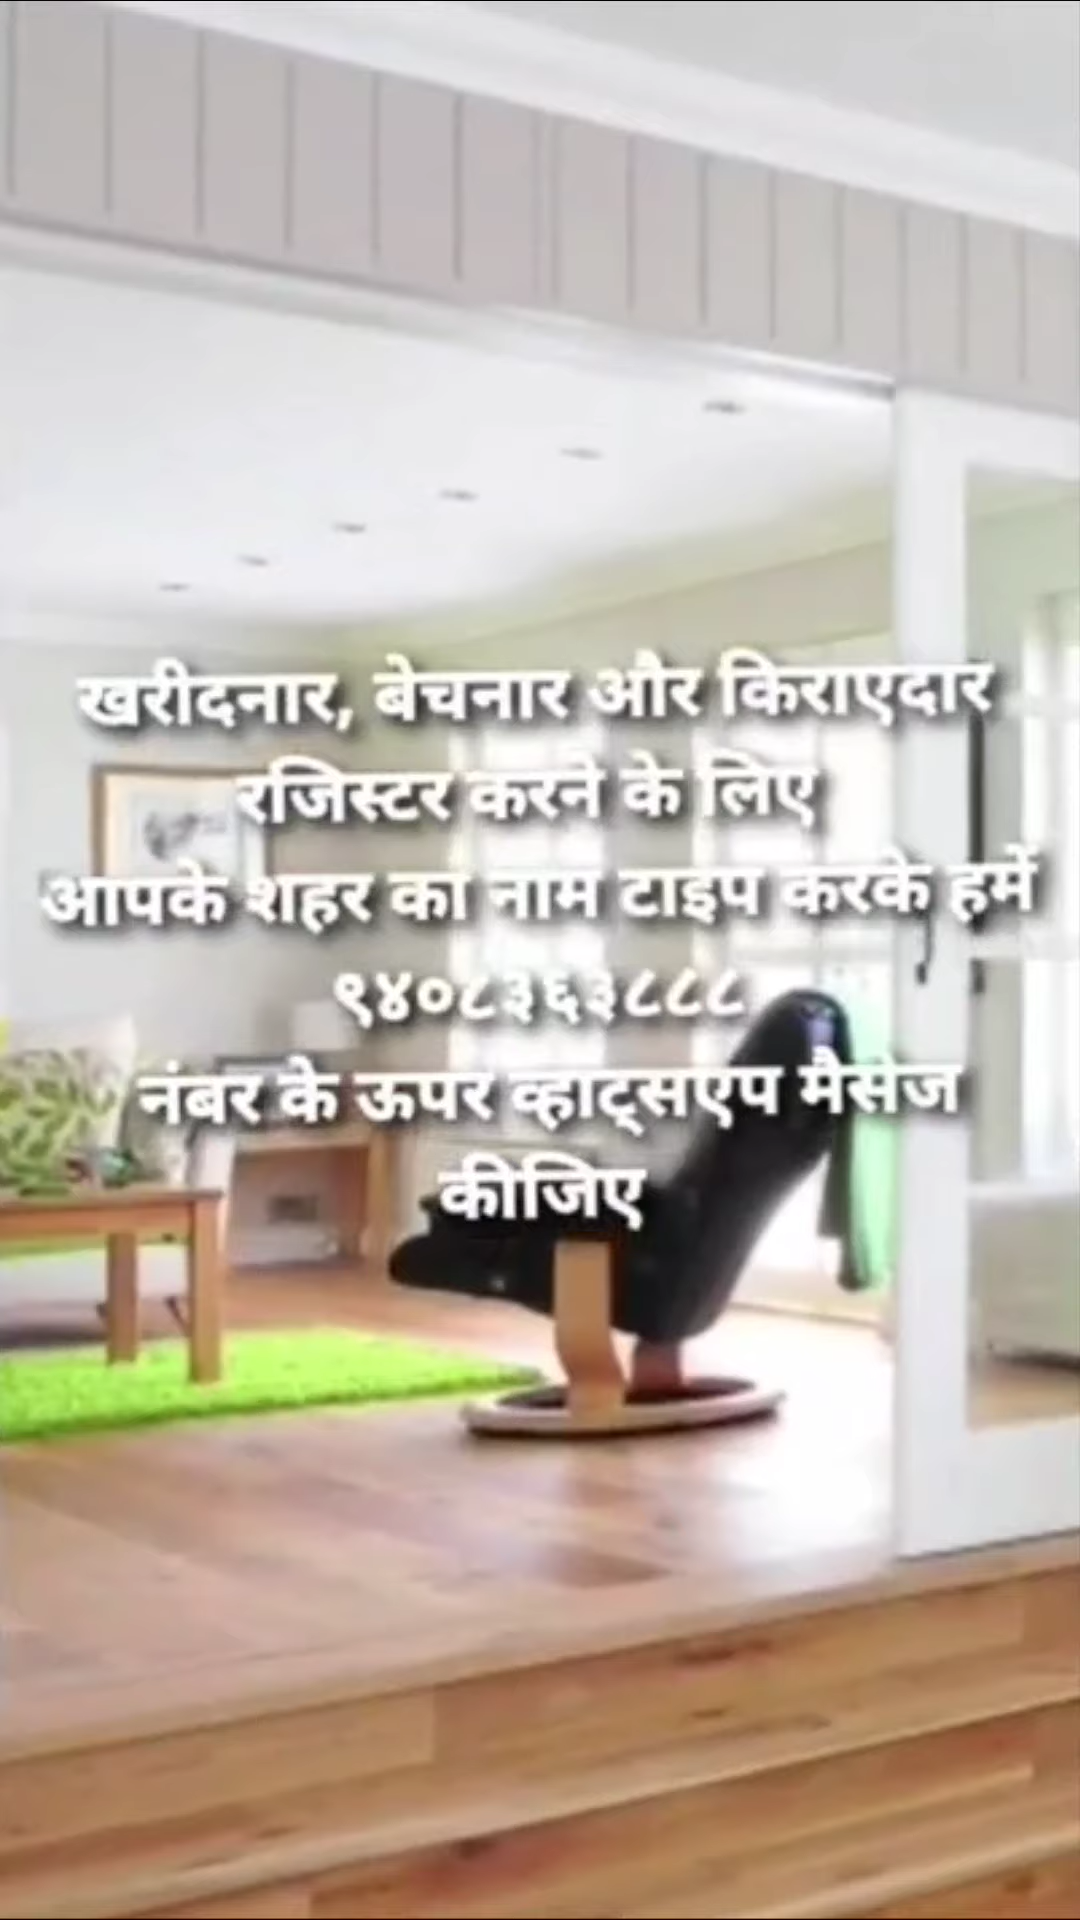 खरीदनार, बेचनार और किराएदार
रजिस्टर करने के लिए
आपके शहर का नाम टाइप करके हमें
९४०८३६३८८८
नंबर के ऊपर व्हाट्सएप मैसेज
कीजिए